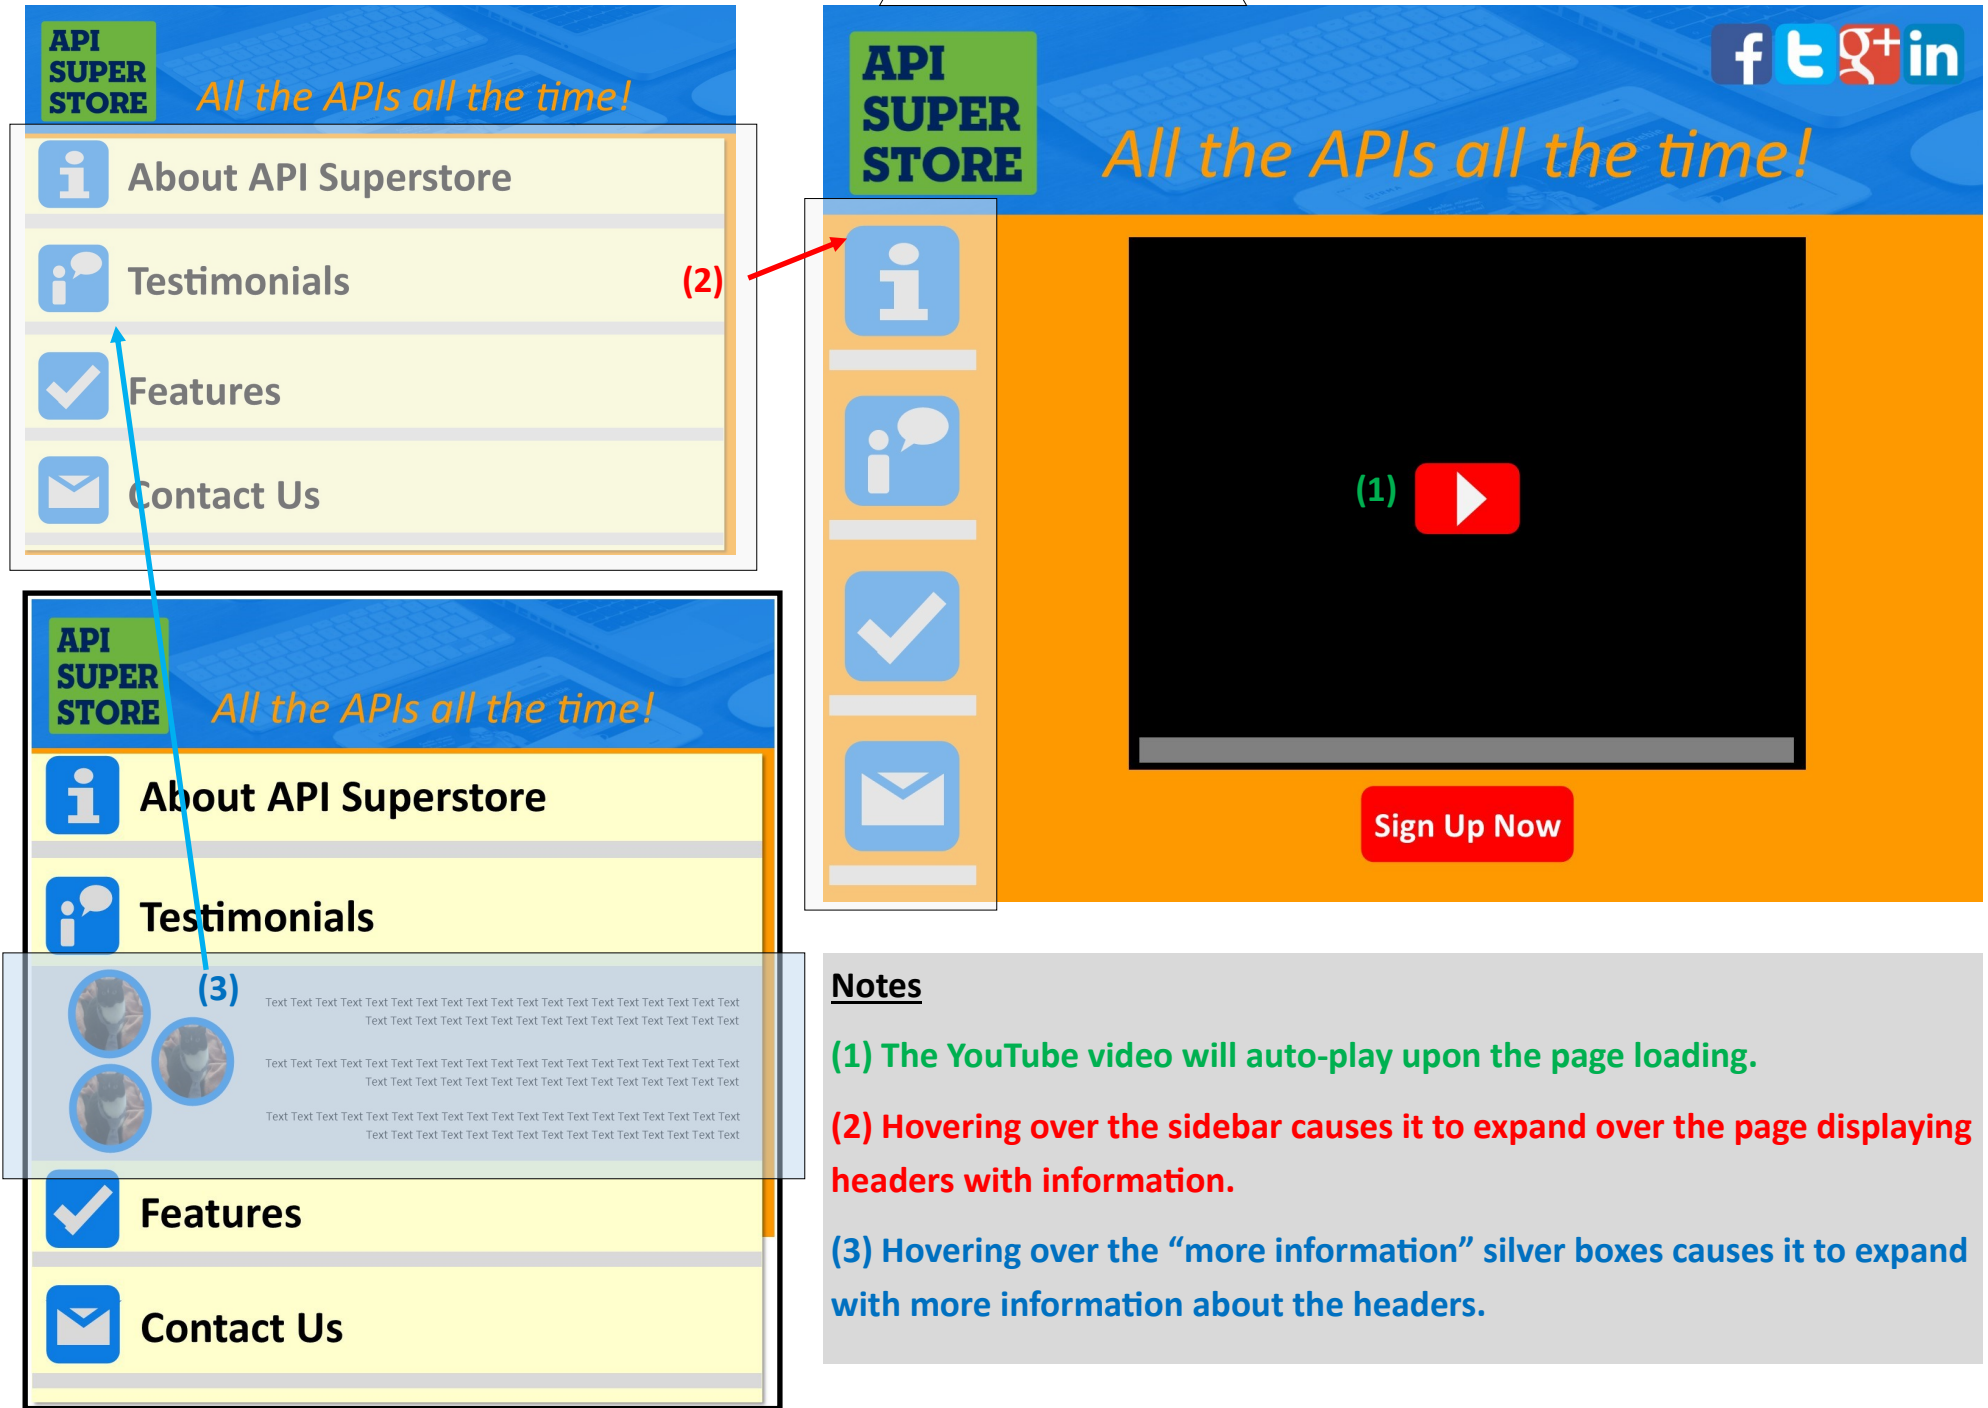 API
SUPER
STORE
All the APIs all the time!
About API Superstore
Testimonials
(2)
Features
Contact Us
API
SUPER
STORE
All the APIs all the time!
f t g+ in
(1)
Sign Up Now
API
SUPER
STORE
All the APIs all the time!
About API Superstore
Testimonials
(3)
Text Text Text Text Text Text Text Text Text Text Text Text Text Text Text Text Text Text Text
Text Text Text Text Text Text Text Text Text Text Text Text Text Text Text
Text Text Text Text Text Text Text Text Text Text Text Text Text Text Text Text Text Text Text
Text Text Text Text Text Text Text Text Text Text Text Text Text Text Text
Text Text Text Text Text Text Text Text Text Text Text Text Text Text Text Text Text Text Text
Text Text Text Text Text Text Text Text Text Text Text Text Text Text Text
Features
Contact Us
Notes
(1) The YouTube video will auto-play upon the page loading.
(2) Hovering over the sidebar causes it to expand over the page displaying
headers with information.
(3) Hovering over the “more information” silver boxes causes it to expand
with more information about the headers.